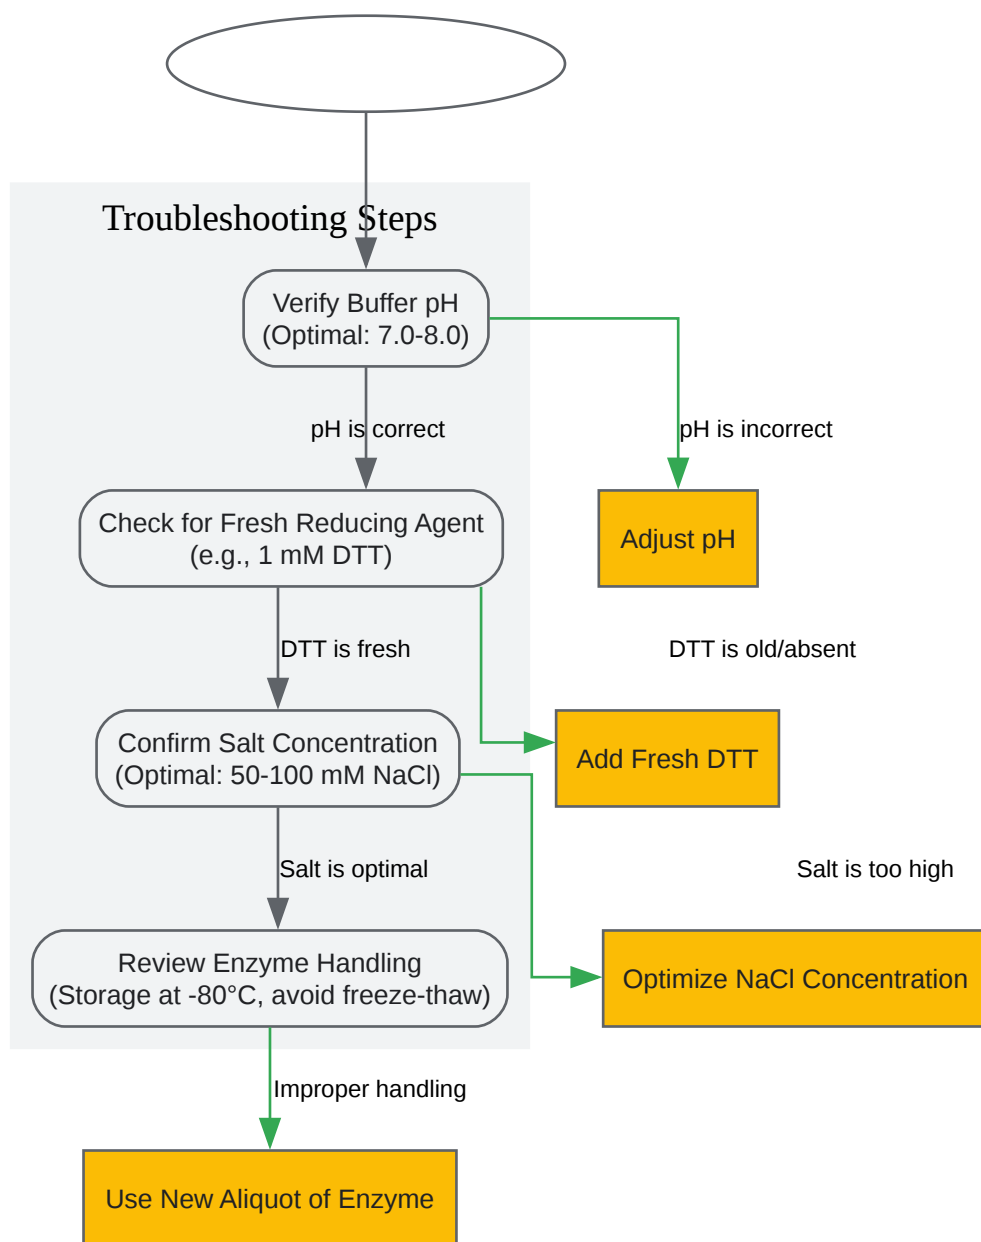 Troubleshooting Steps
Verify Buffer pH
(Optimal: 7.0-8.0)
pH is correct
pH is incorrect
Check for Fresh Reducing Agent
(e.g., 1 mM DTT)
Adjust pH
DTT is fresh
DTT is old/absent
Confirm Salt Concentration
(Optimal: 50-100 mM NaCl)
Add Fresh DTT
Salt is optimal
Salt is too high
Review Enzyme Handling
(Storage at -80°C, avoid freeze-thaw)
Optimize NaCl Concentration
Improper handling
Use New Aliquot of Enzyme